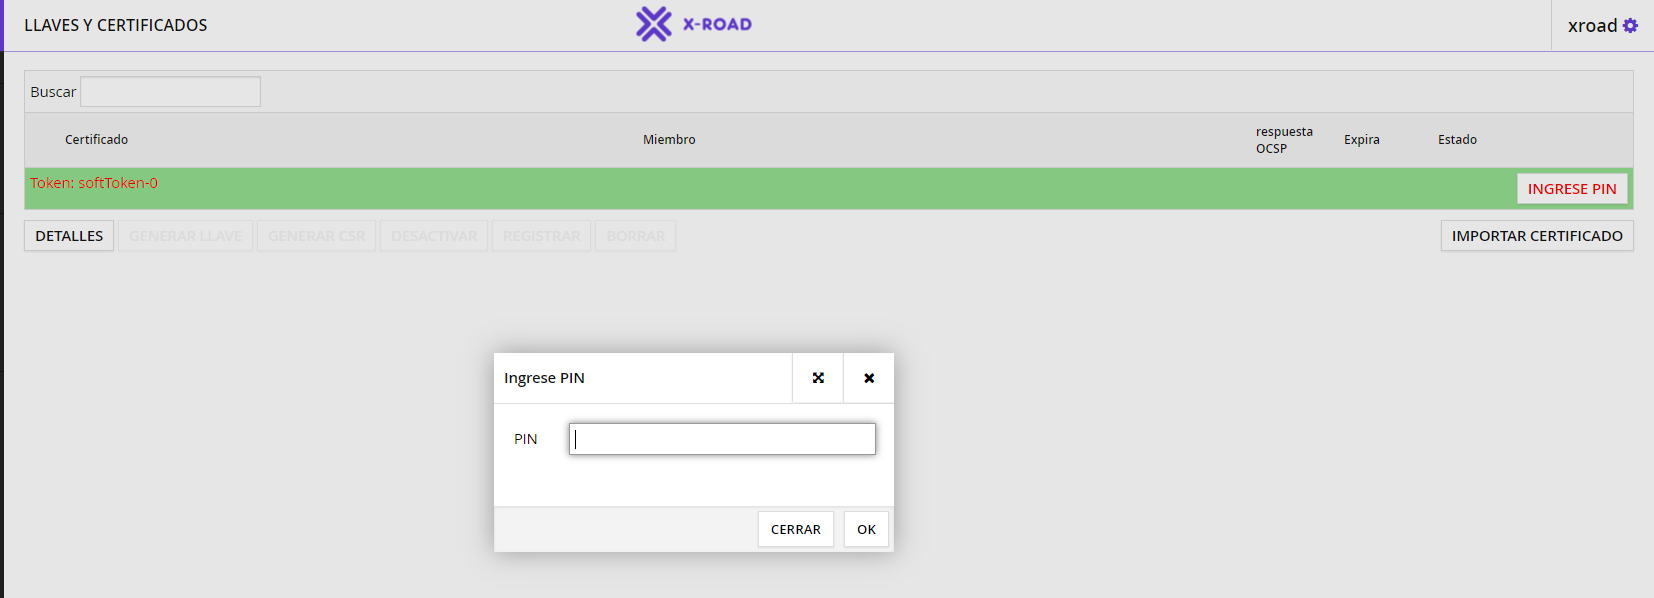 LLAVES Y CERTIFICADOS
X-ROAD
xroad
Buscar
Certificado
Miembro
respuesta
OCSP
Expira
Estado
Token: softToken-0
INGRESE PIN
DETALLES
GENERAR LLAVE
GENERAR CSR
DESACTIVAR
REGISTRAR
BORRAR
IMPORTAR CERTIFICADO
Ingrese PIN
PIN
CERRAR
OK